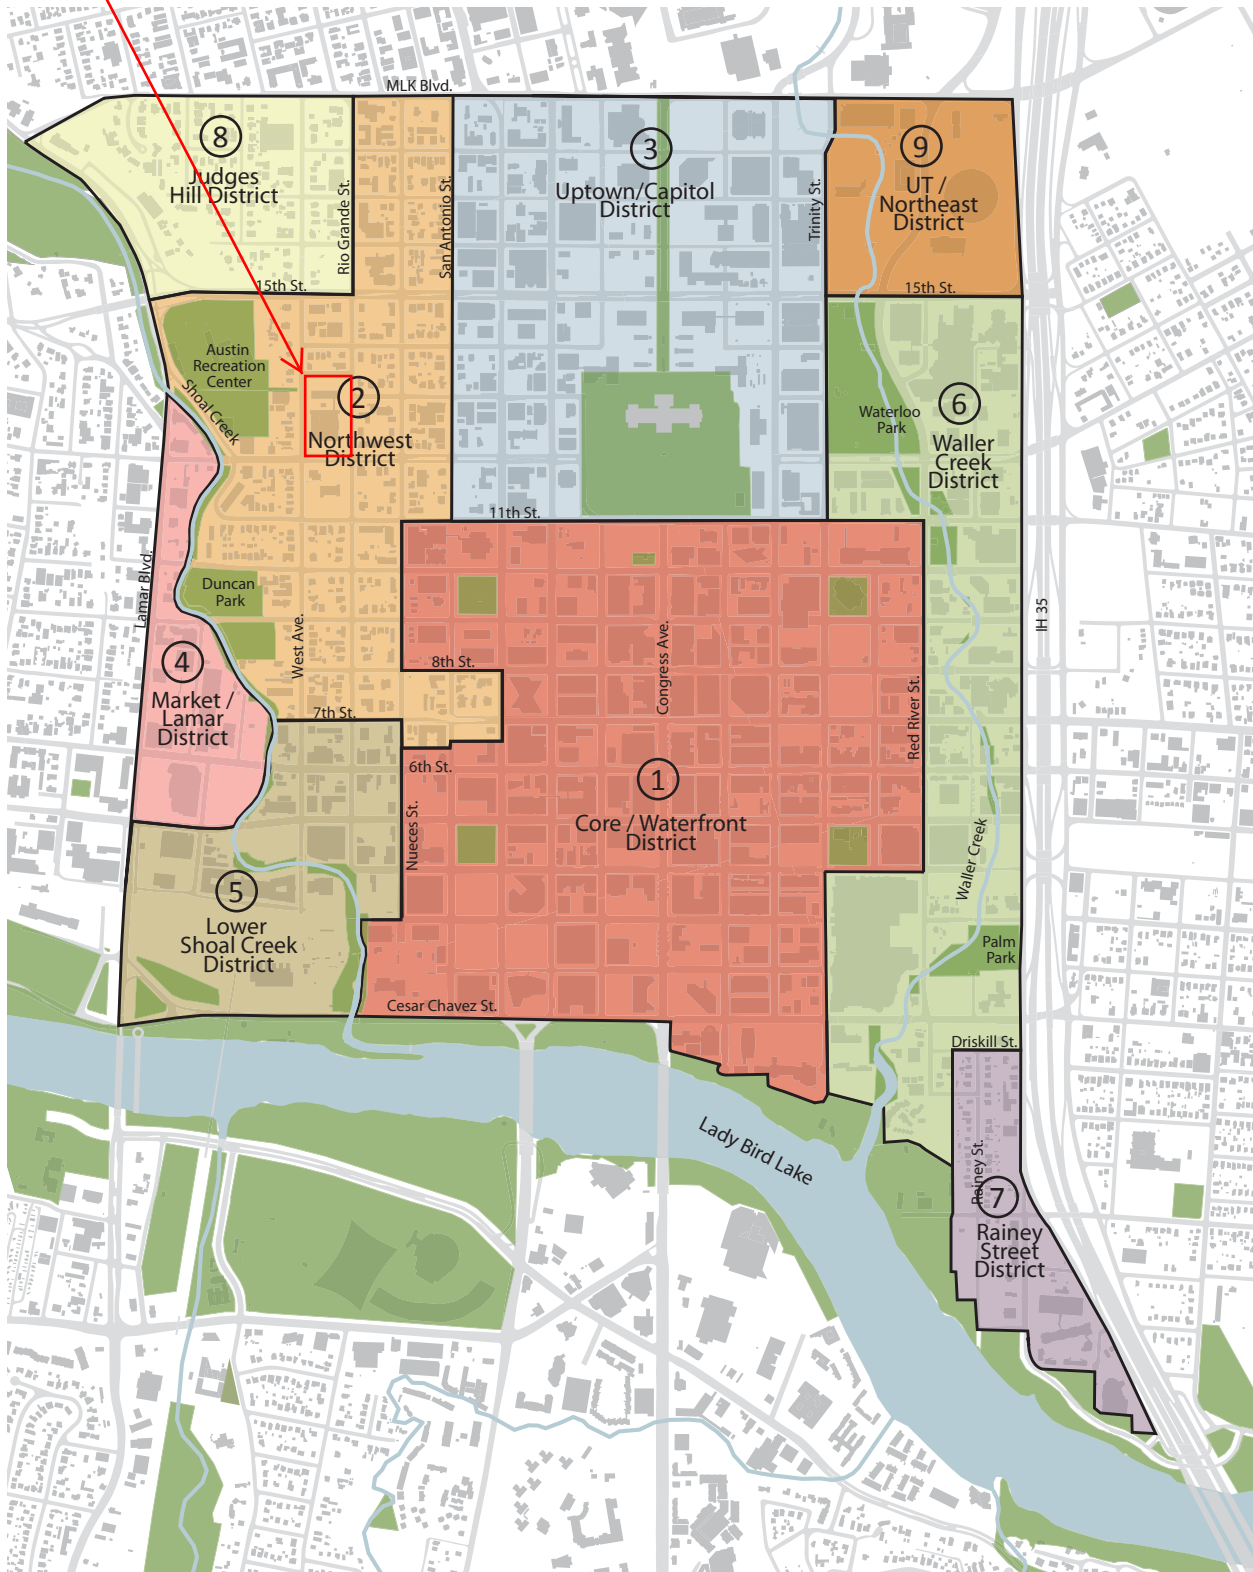 MLK Blvd.
8
Judges
Hill District
Rio Grande St.
San Antonio St.
3
Uptown/Capitol
District
Trinity St.
9
UT /
Northeast
District
15th St.
15th St.
Austin
Recreation
Center
Shoal Creek
2
Northwest
District
Waterloo
Park
6
Waller
Creek
District
11th St.
Lamar Blvd.
Duncan
Park
West Ave.
IH 35
4
Market /
Lamar
District
8th St.
Congress Ave.
Red River St.
7th St.
6th St.
Nueces St.
1
Core / Waterfront
District
Waller Creek
5
Lower
Shoal Creek
District
Palm
Park
Cesar Chavez St.
Driskill St.
Lady Bird Lake
Rainey St.
7
Rainey
Street
District